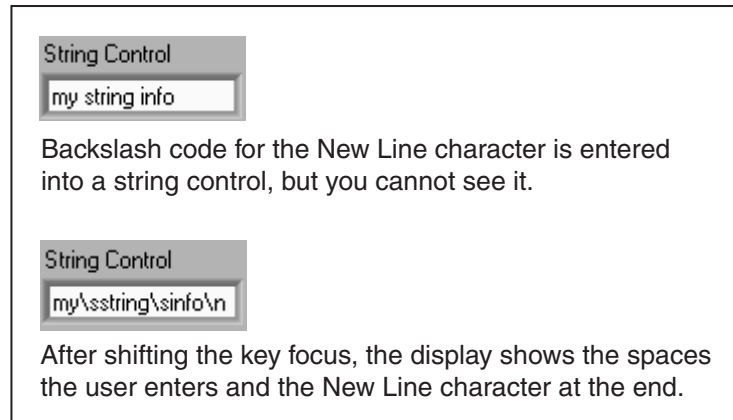 String Control
my string info
Backslash code for the New Line character is entered
into a string control, but you cannot see it.
String Control
my\sstring\sinfo\n
After shifting the key focus, the display shows the spaces
the user enters and the New Line character at the end.